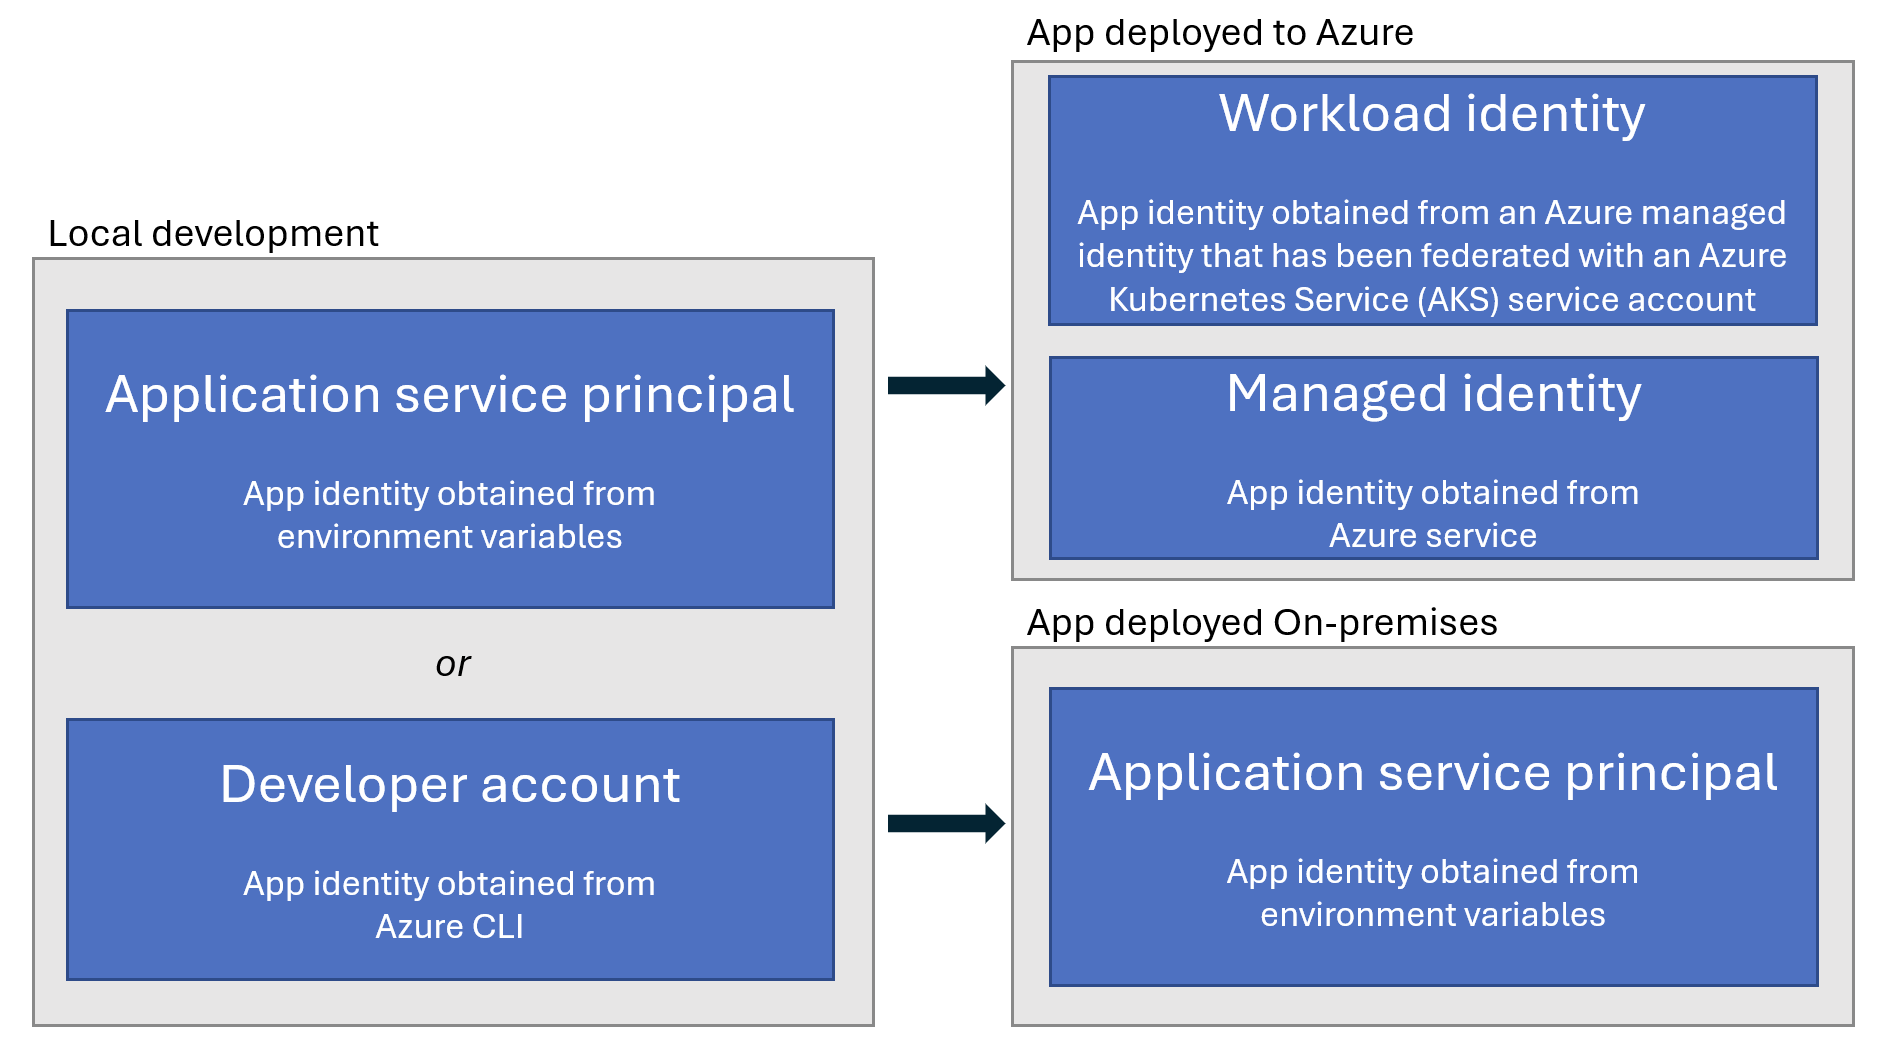 Local development
Application service principal
App identity obtained from
environment variables
or
Developer account
App identity obtained from
Azure CLI
App deployed to Azure
Workload identity
App identity obtained from an Azure managed
identity that has been federated with an Azure
Kubernetes Service (AKS) service account
Managed identity
App identity obtained from
Azure service
App deployed On-premises
Application service principal
App identity obtained from
environment variables